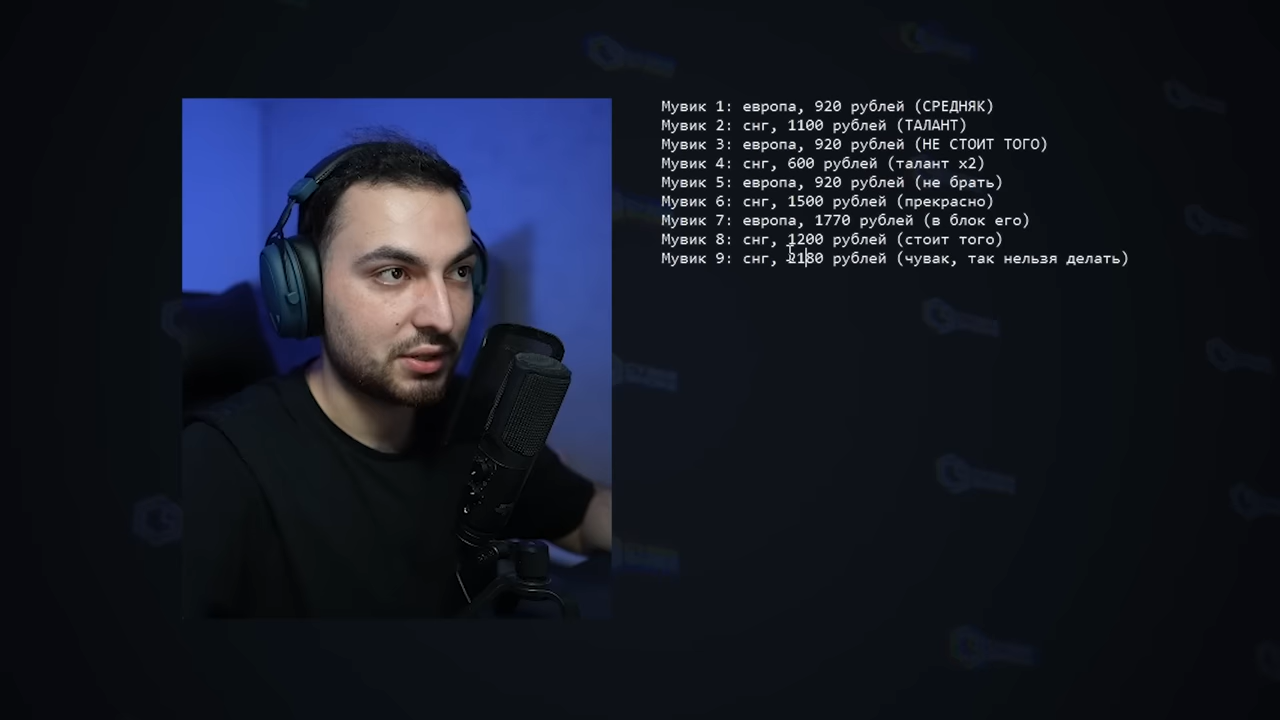 Мувик 1: европа, 920 рублей (СРЕДНЯК)
Мувик 2: снг, 1100 рублей (ТАЛАНТ)
Мувик 3: европа, 920 рублей (НЕ СТОИТ ТОГО)
Мувик 4: снг, 600 рублей (талант х2)
Мувик 5: европа, 920 рублей (не брать)
Мувик 6: снг, 1500 рублей (прекрасно)
Мувик 7: европа, 1770 рублей (в блок его)
Мувик 8: снг, 1200 рублей (стоит того)
Мувик 9: снг, 2180 рублей (чувак, так нельзя делать)